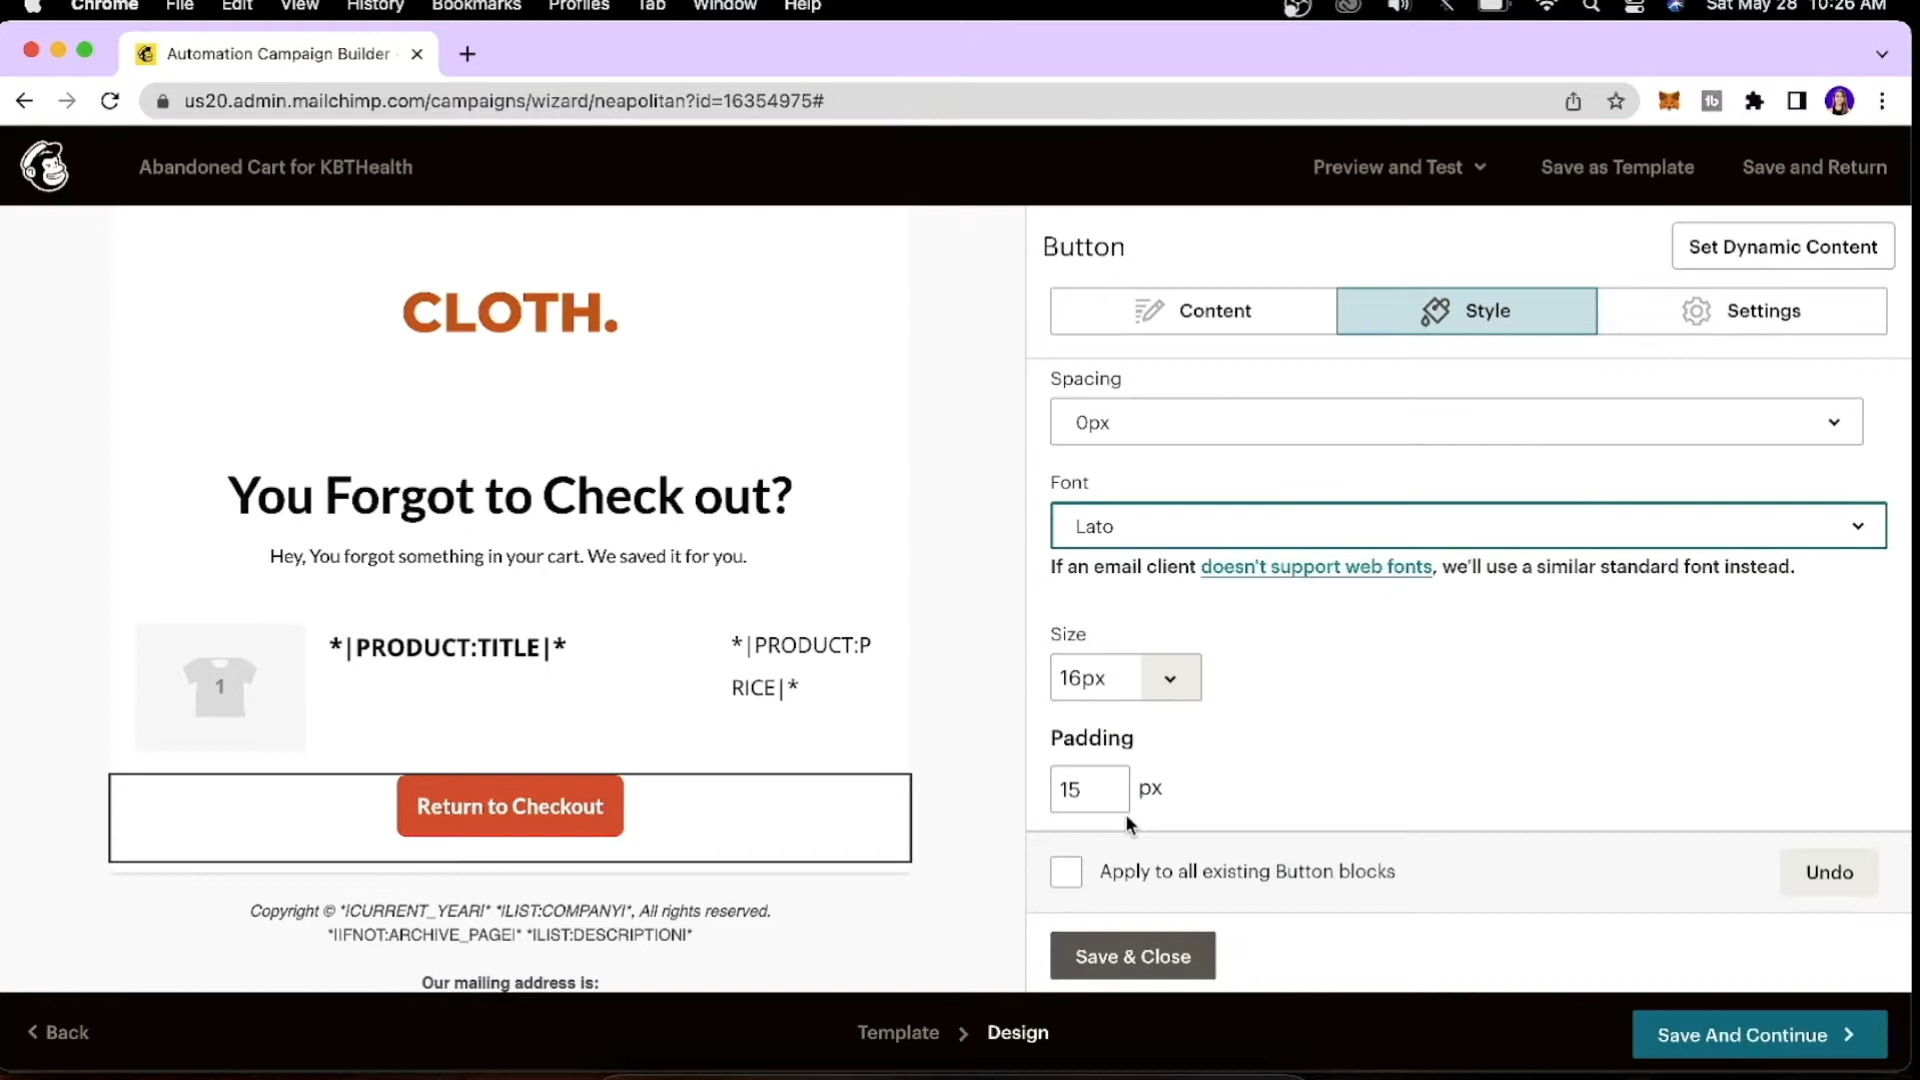 Chrome File Edit View History Bookmarks Profiles Tab Window Help Sat May 28 10:26 AM
Automation Campaign Builder
us20.admin.mailchimp.com/campaigns/wizard/neapolitan?id=16354975#
tb
Abandoned Cart for KBTHealth Preview and Test Save as Template Save and Return
CLOTH.
You Forgot to Check out?
Hey, You forgot something in your cart. We saved it for you.
1
*|PRODUCT:TITLE|*
*|PRODUCT:P
RICE|*
Return to Checkout
Copyright © *|CURRENT_YEAR|* *|LIST:COMPANY|*, All rights reserved.
*|IFNOT:ARCHIVE_PAGE|* *|LIST:DESCRIPTION|*
Our mailing address is:
Button
Set Dynamic Content
Content Style Settings
Spacing
0px
Font
Lato
If an email client doesn't support web fonts, we'll use a similar standard font instead.
Size
16px
Padding
15 px
Apply to all existing Button blocks
Undo
Save & Close
Back Template Design Save And Continue